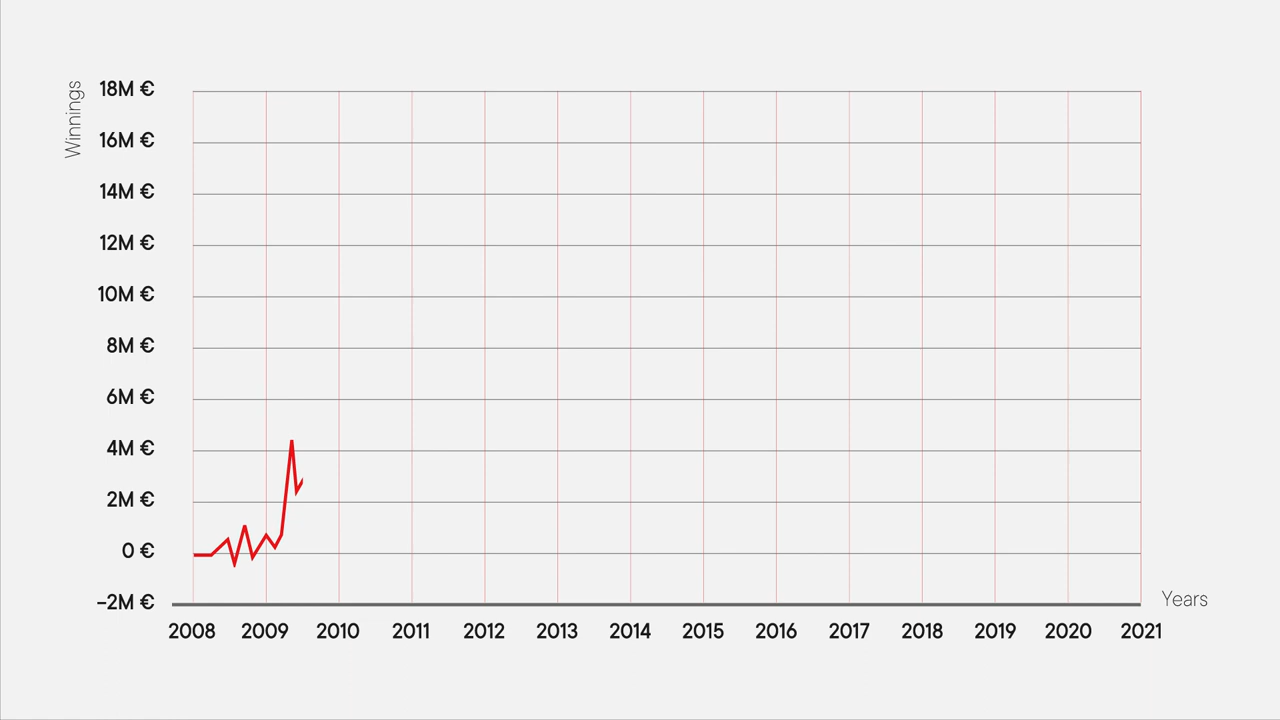 Winnings
18M €
16M €
14M €
12M €
10M €
8M €
6M €
4M €
2M €
0 €
–2M €
Years
2008 2009 2010 2011 2012 2013 2014 2015 2016 2017 2018 2019 2020 2021